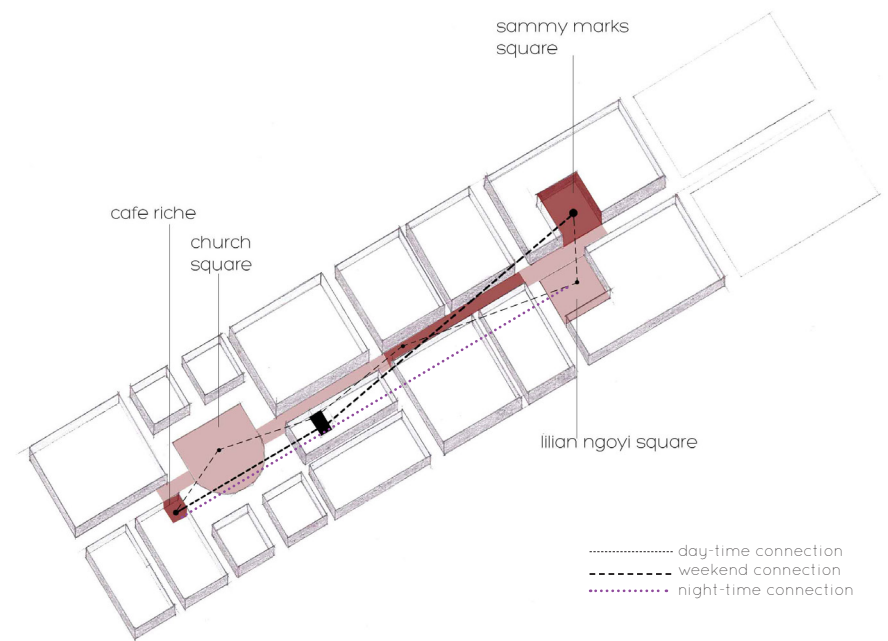 sammy marks
square
cafe riche
church
square
lilian ngoyi square
day-time connection
weekend connection
night-time connection